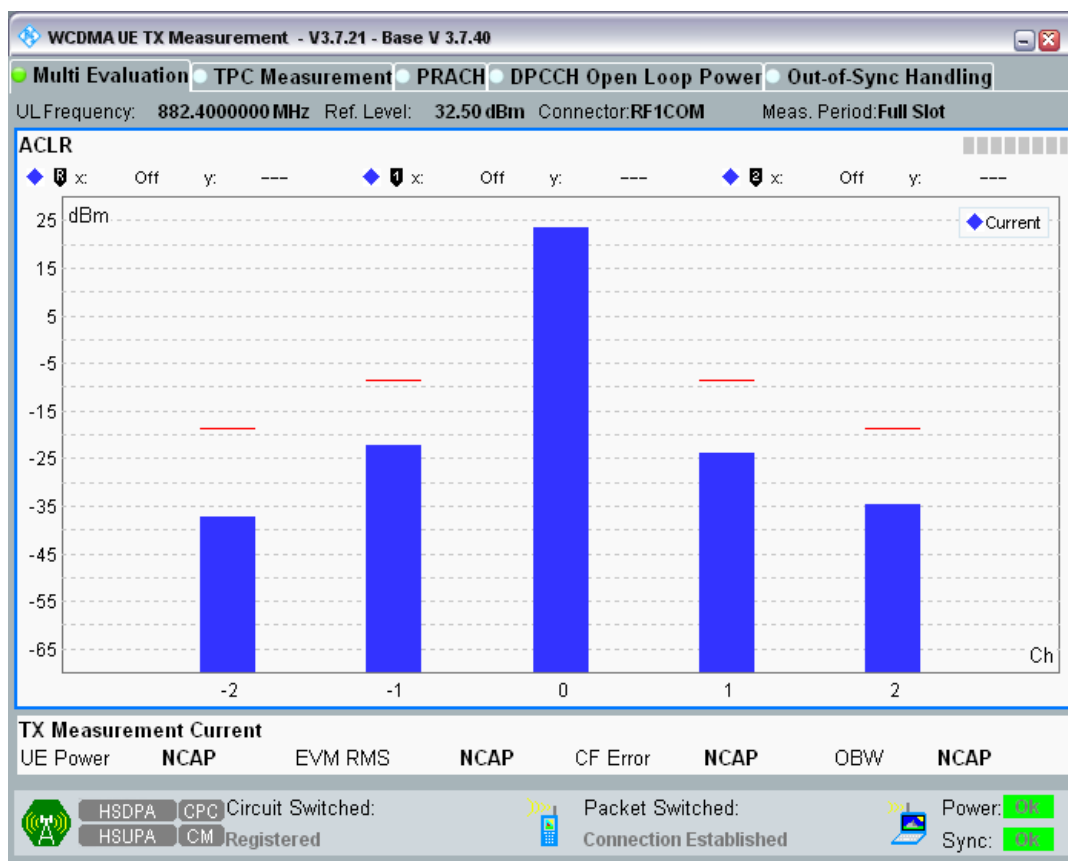 WCDMA UE TX Measurement - V3.7.21 - Base V 3.7.40
Multi Evaluation TPC Measurement PRACH DPCCH Open Loop Power Out-of-Sync Handling
UL Frequency: 882.4000000 MHz Ref. Level: 32.50 dBm Connector:RF1COM Meas. Period:Full Slot
ACLR
R x: Off y: --- 1 x: Off y: --- 2 x: Off y: ---
dBm
Current
25
15
5
-5
-15
-25
-35
-45
-55
-65
Ch
-2 -1 0 1 2
TX Measurement Current
UE Power NCAP EVM RMS NCAP CF Error NCAP OBW NCAP
HSDPA CPC Circuit Switched: Packet Switched: Power: Ok
HSUPA CM Registered Connection Established Sync: Ok